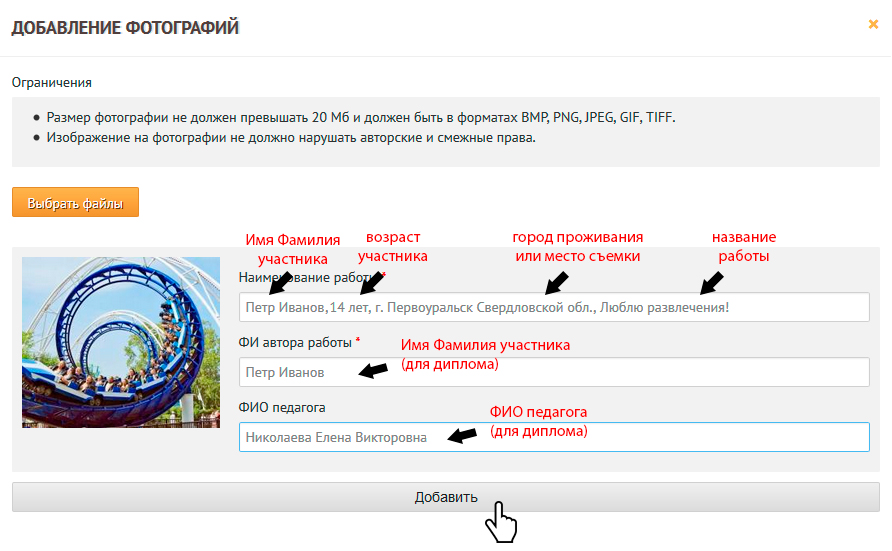 ДОБАВЛЕНИЕ ФОТОГРАФИЙ
Ограничения
Размер фотографии не должен превышать 20 Мб и должен быть в форматах BMP, PNG, JPEG, GIF, TIFF.
Изображение на фотографии не должно нарушать авторские и смежные права.
Выбрать файлы
Имя Фамилия
участника
возраст
участника
город проживания
или место съемки
название
работы
Наименование работы *
Петр Иванов,14 лет, г. Первоуральск Свердловской обл., Люблю развлечения!
ФИ автора работы *
Имя Фамилия участника
(для диплома)
Петр Иванов
ФИО педагога
ФИО педагога
(для диплома)
Николаева Елена Викторовна
Добавить